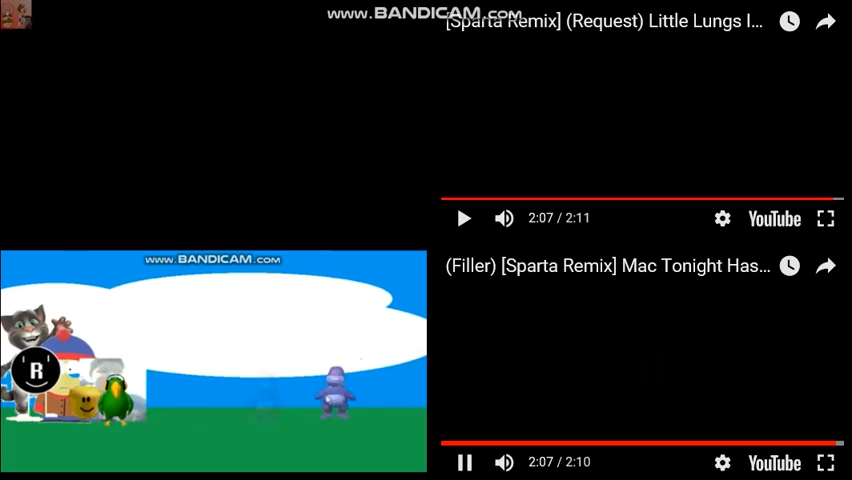 www.BANDICAM.com
[Sparta Remix] (Request) Little Lungs I...
2:07 / 2:11
YouTube
www.BANDICAM.com
(Filler) [Sparta Remix] Mac Tonight Has...
R
2:07 / 2:10
YouTube